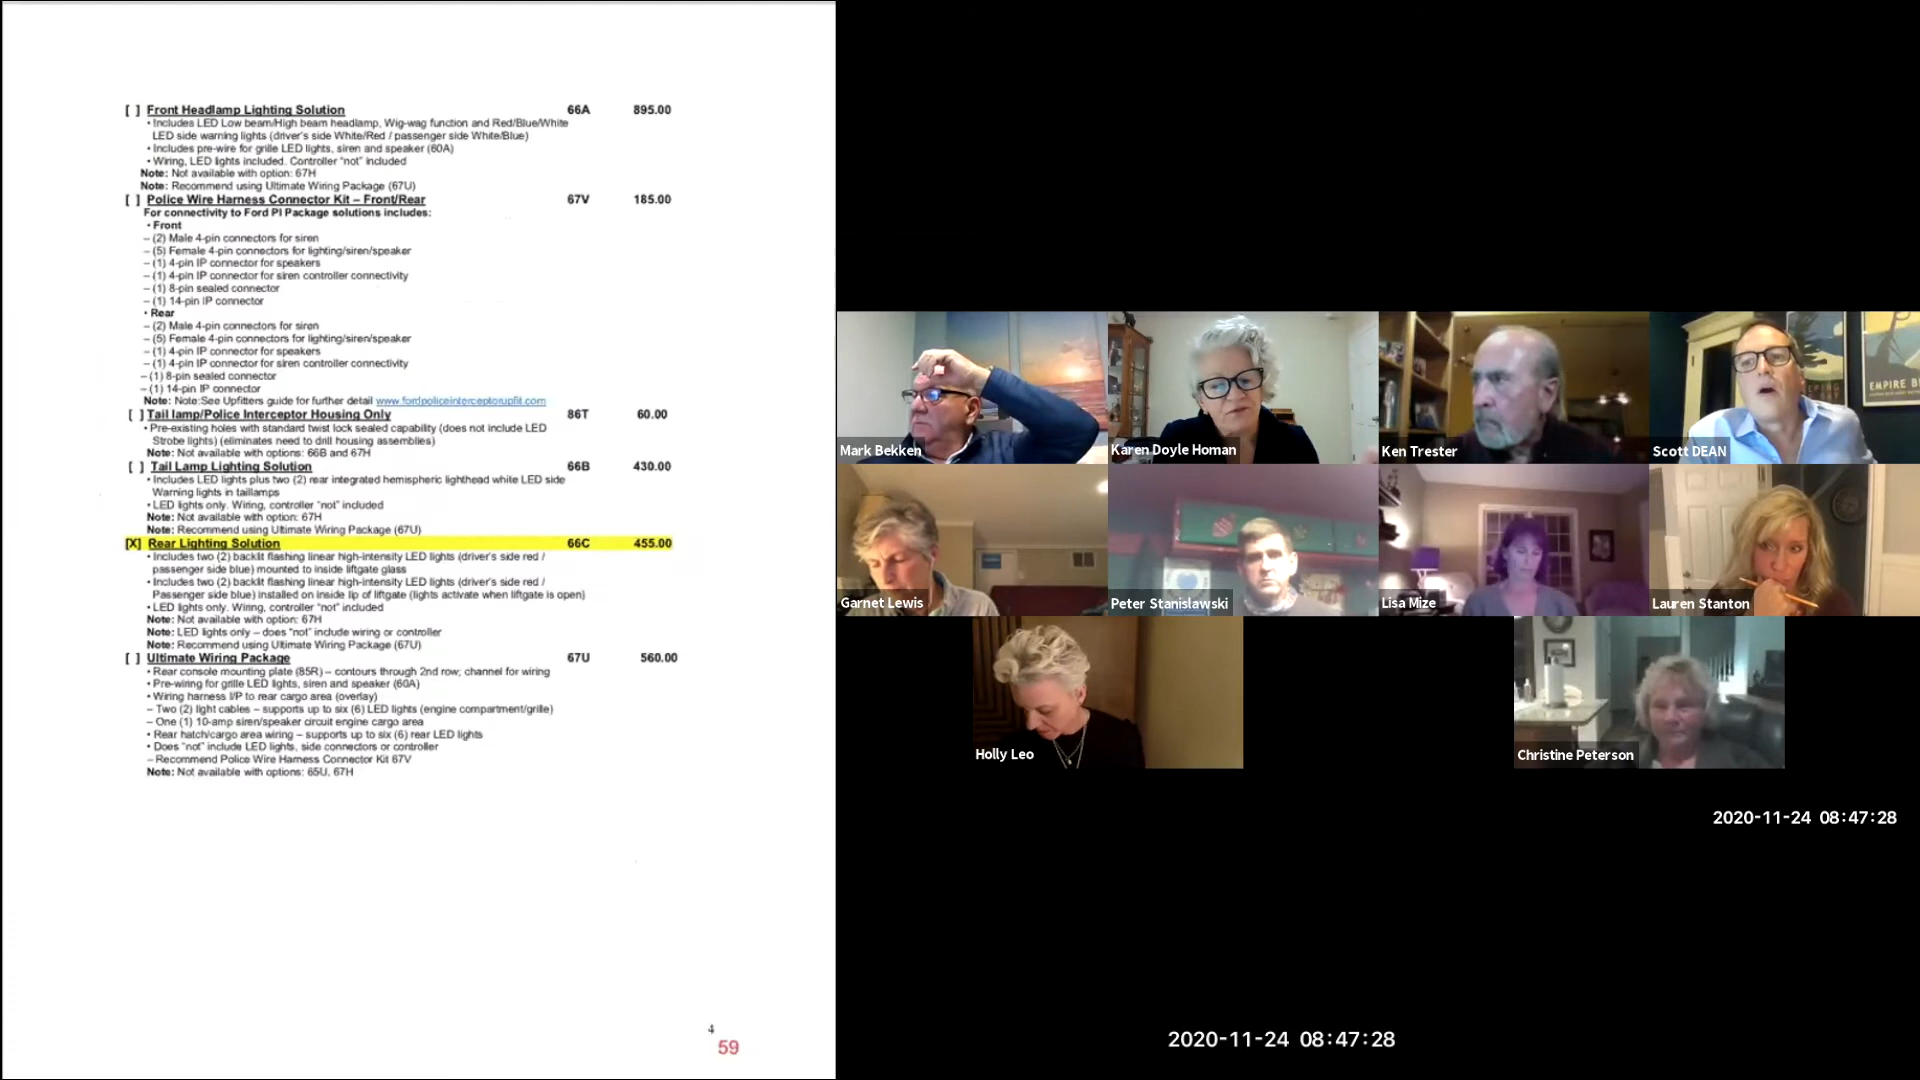 [ ] Front Headlamp Lighting Solution 66A 895.00
• Includes LED Low beam/High beam headlamp, Wig-wag function and Red/Blue/White
LED side warning lights (driver's side White/Red / passenger side White/Blue)
• Includes pre-wire for grille LED lights, siren and speaker (60A)
• Wiring, LED lights included. Controller "not" included
Note: Not available with option: 67H
Note: Recommend using Ultimate Wiring Package (67U)
[ ] Police Wire Harness Connector Kit – Front/Rear 67V 185.00
For connectivity to Ford PI Package solutions includes:
• Front
– (2) Male 4-pin connectors for siren
– (5) Female 4-pin connectors for lighting/siren/speaker
– (1) 4-pin IP connector for speakers
– (1) 4-pin IP connector for siren controller connectivity
– (1) 8-pin sealed connector
– (1) 14-pin IP connector
• Rear
– (2) Male 4-pin connectors for siren
– (5) Female 4-pin connectors for lighting/siren/speaker
– (1) 4-pin IP connector for speakers
– (1) 4-pin IP connector for siren controller connectivity
– (1) 8-pin sealed connector
– (1) 14-pin IP connector
Note: Note:See Upfitters guide for further detail www.fordpoliceinterceptorupfit.com
[ ] Tail lamp/Police Interceptor Housing Only 86T 60.00
• Pre-existing holes with standard twist lock sealed capability (does not include LED
Strobe lights) (eliminates need to drill housing assemblies)
Note: Not available with options: 66B and 67H
[ ] Tail Lamp Lighting Solution 66B 430.00
• Includes LED lights plus two (2) rear integrated hemispheric lighthead white LED side
Warning lights in taillamps
• LED lights only. Wiring, controller "not" included
Note: Not available with option: 67H
Note: Recommend using Ultimate Wiring Package (67U)
[X] Rear Lighting Solution 66C 455.00
• Includes two (2) backlit flashing linear high-intensity LED lights (driver's side red /
passenger side blue) mounted to inside liftgate glass
• Includes two (2) backlit flashing linear high-intensity LED lights (driver's side red /
Passenger side blue) installed on inside lip of liftgate (lights activate when liftgate is open)
• LED lights only. Wiring, controller "not" included
Note: Not available with option: 67H
Note: LED lights only – does "not" include wiring or controller
Note: Recommend using Ultimate Wiring Package (67U)
[ ] Ultimate Wiring Package 67U 560.00
• Rear console mounting plate (85R) – contours through 2nd row; channel for wiring
• Pre-wiring for grille LED lights, siren and speaker (60A)
• Wiring harness I/P to rear cargo area (overlay)
– Two (2) light cables – supports up to six (6) LED lights (engine compartment/grille)
– One (1) 10-amp siren/speaker circuit engine cargo area
• Rear hatch/cargo area wiring – supports up to six (6) rear LED lights
• Does "not" include LED lights, side connectors or controller
– Recommend Police Wire Harness Connector Kit 67V
Note: Not available with options: 65U, 67H
4
59
Mark Bekken
Karen Doyle Homan
Ken Trester
Scott DEAN
EMPIRE B
Garnet Lewis
Peter Stanislawski
Lisa Mize
Lauren Stanton
Holly Leo
Christine Peterson
2020-11-24 08:47:28
2020-11-24 08:47:28